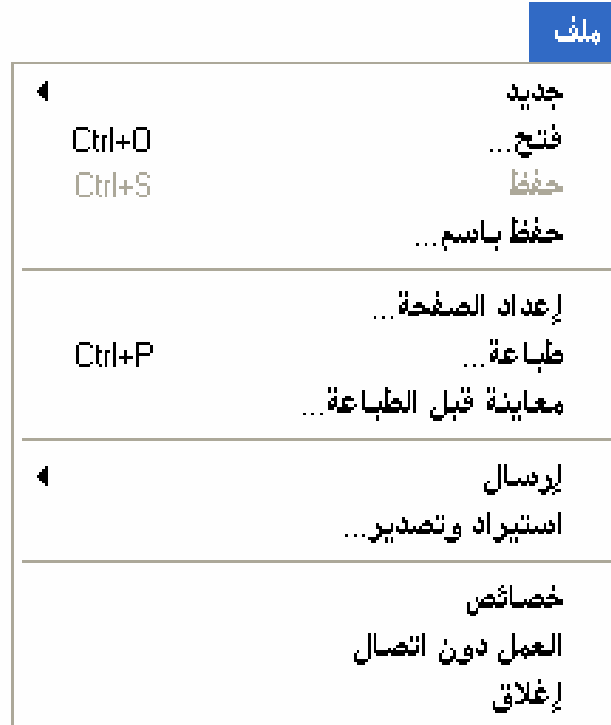 ملف
جديد
فتح... Ctrl+O
حفظ Ctrl+S
حفظ باسم...
إعداد الصفحة...
طباعة... Ctrl+P
معاينة قبل الطباعة...
إرسال
استيراد وتصدير...
خصائص
العمل دون اتصال
إغلاق